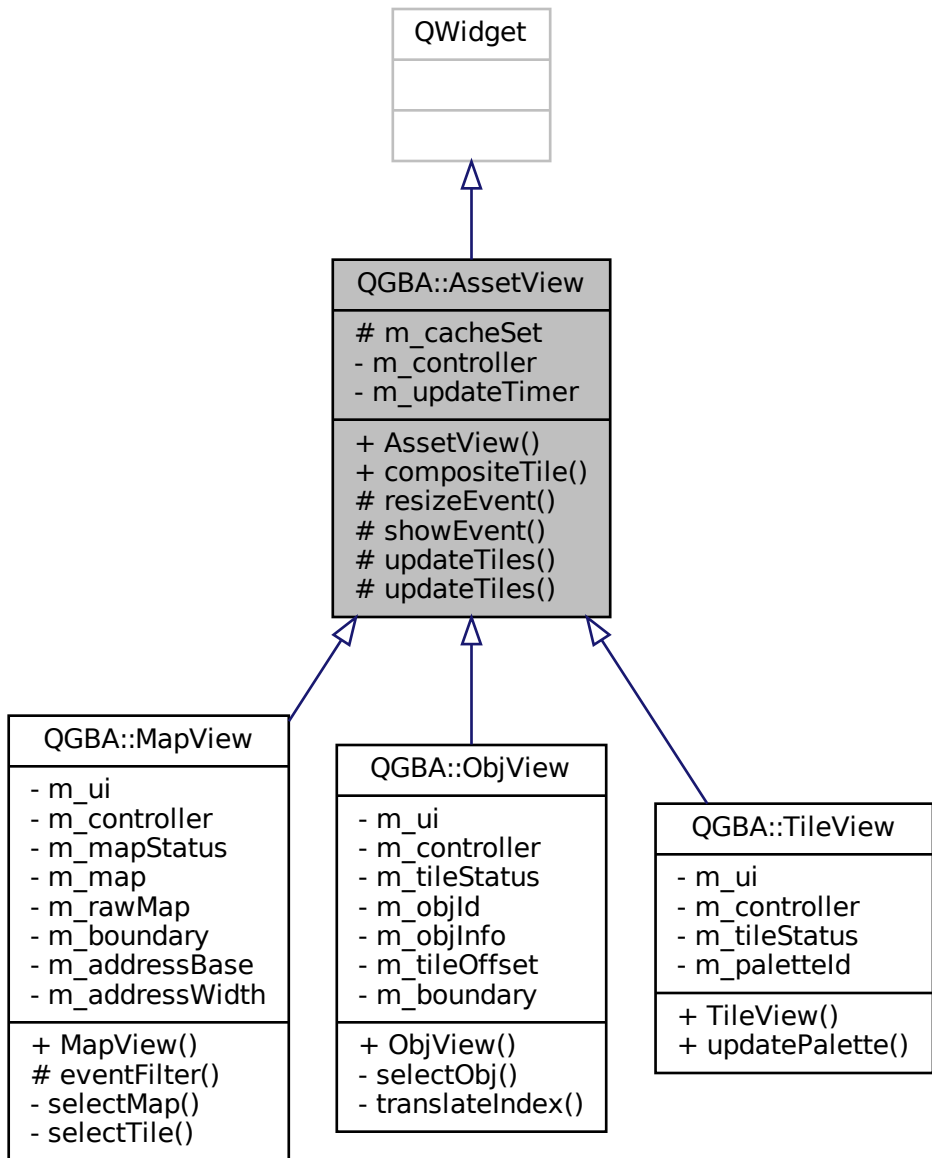 QWidget
QGBA::AssetView
# m_cacheSet
- m_controller
- m_updateTimer
+ AssetView()
+ compositeTile()
# resizeEvent()
# showEvent()
# updateTiles()
# updateTiles()
QGBA::MapView
- m_ui
- m_controller
- m_mapStatus
- m_map
- m_rawMap
- m_boundary
- m_addressBase
- m_addressWidth
+ MapView()
# eventFilter()
- selectMap()
- selectTile()
QGBA::ObjView
- m_ui
- m_controller
- m_tileStatus
- m_objId
- m_objInfo
- m_tileOffset
- m_boundary
+ ObjView()
- selectObj()
- translateIndex()
QGBA::TileView
- m_ui
- m_controller
- m_tileStatus
- m_paletteId
+ TileView()
+ updatePalette()